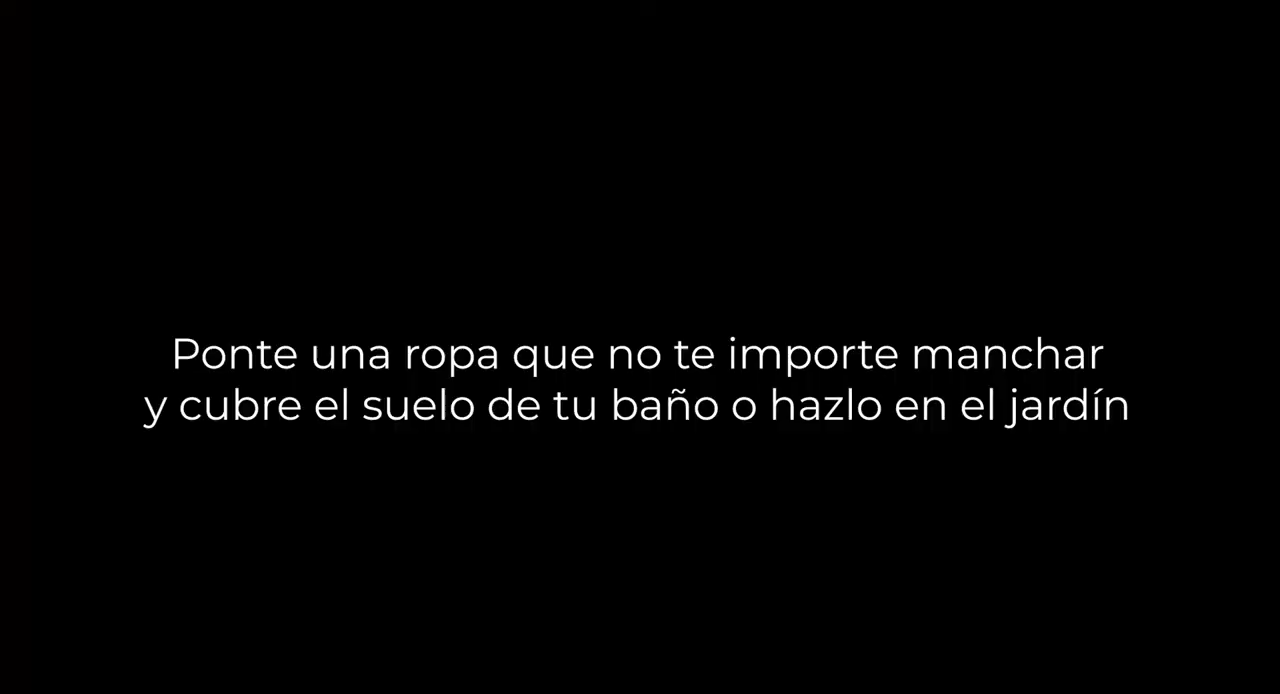 Ponte una ropa que no te importe manchar
y cubre el suelo de tu baño o hazlo en el jardín